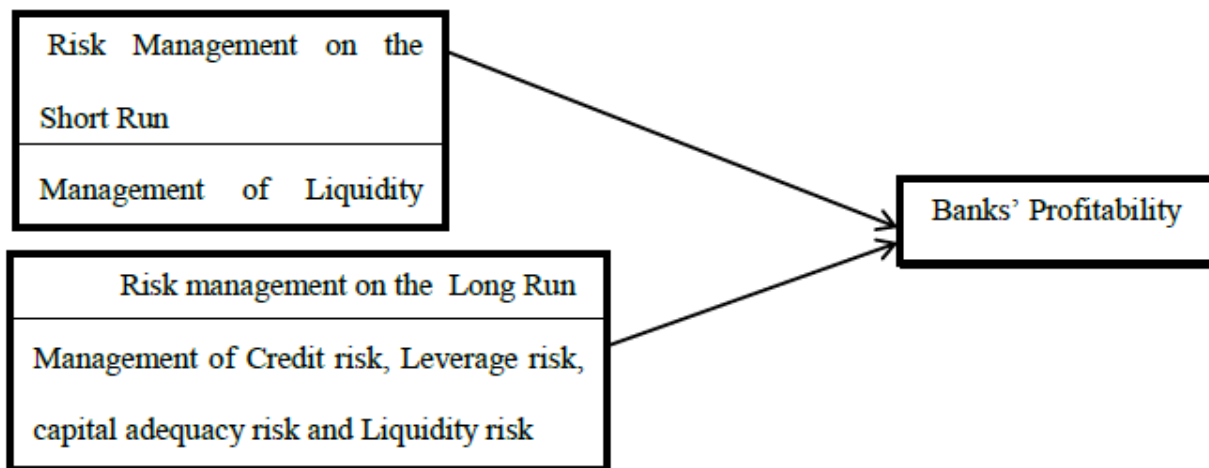 Risk Management on the
Short Run
Management of Liquidity
Banks’ Profitability
Risk management on the Long Run
Management of Credit risk, Leverage risk,
capital adequacy risk and Liquidity risk